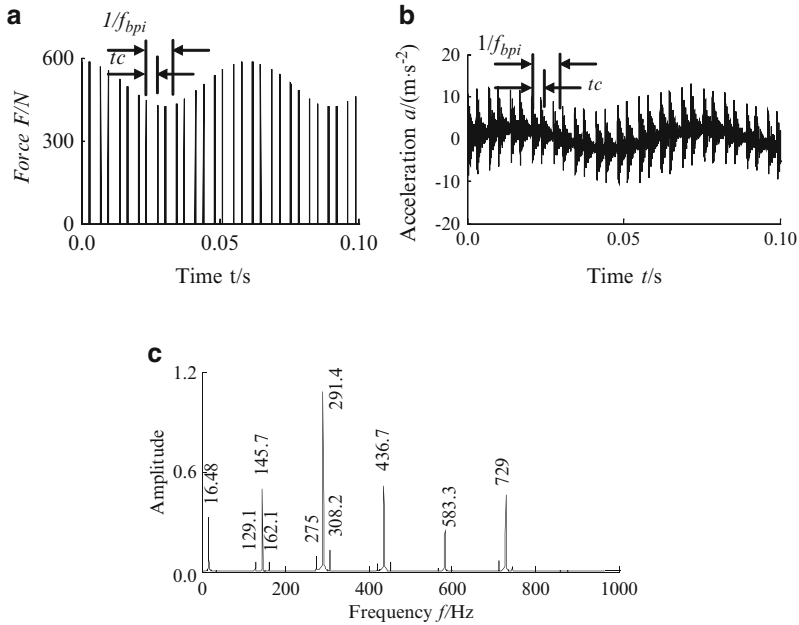 a
1/f_bpi
tc
600
300
0
0.0
0.05
0.10
Force F/N
Time t/s
b
1/f_bpi
tc
20
10
0
-10
-20
0.0
0.05
0.10
Acceleration a/(m·s⁻²)
Time t/s
c
1.2
0.6
0.0
Amplitude
16.48
129.1
145.7
162.1
275
291.4
308.2
436.7
583.3
729
0
200
400
600
800
1000
Frequency f/Hz